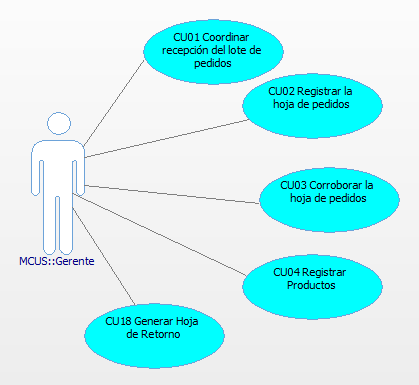 CU01 Coordinar
recepción del lote de
pedidos
CU02 Registrar la
hoja de pedidos
CU03 Corroborar la
hoja de pedidos
MCUS::Gerente
CU04 Registrar
Productos
CU18 Generar Hoja
de Retorno